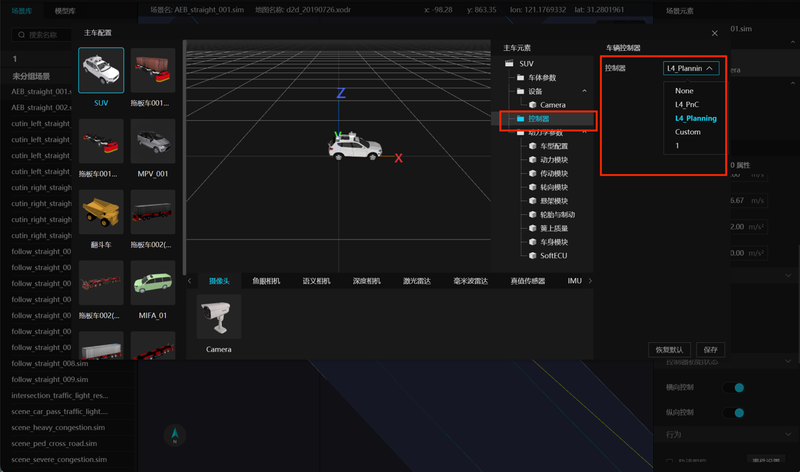 场景库 模型库 场景名: AEB_straight_001.sim 地图名称: d2d_20190726.xodr x: -98.28 y: 863.35 lon: 121.1769332 lat: 31.2801961 场景元素
搜索名称
1
未分组场景
AEB_straight_001.s
AEB_straight_002.s
cutin_left_straight_
cutin_left_straight_
cutin_left_straight_
cutin_left_straight_
cutin_left_straight_
cutin_right_straight
cutin_right_straight
cutin_right_straight
cutin_right_straight
follow_straight_00
follow_straight_00
follow_straight_00
follow_straight_00
follow_straight_00
follow_straight_00
follow_straight_008.sim
follow_straight_009.sim
intersection_traffic_light_res...
scene_car_pass_traffic_light....
scene_heavy_congestion.sim
scene_ped_cross_road.sim
scene_severe_congestion.sim
主车配置
SUV
拖板车001...
拖板车001...
MPV_001
翻斗车
拖板车002(...
拖板车002(...
MIFA_01
Z
Y
X
主车元素
SUV
车体参数
设备
Camera
控制器
动力学参数
车型配置
动力模块
传动模块
转向模块
悬架模块
轮胎与制动
簧上质量
车身模块
SoftECU
车辆控制器
控制器 L4_Plannin
None
L4_PnC
L4_Planning
Custom
1
摄像头 鱼眼相机 语义相机 深度相机 激光雷达 毫米波雷达 真值传感器 IMU
Camera
恢复默认 保存
01.sim
属性
m/s
6.67 m/s
2.00 m/s²
0.00 m/s²
横向控制
纵向控制
行为
N